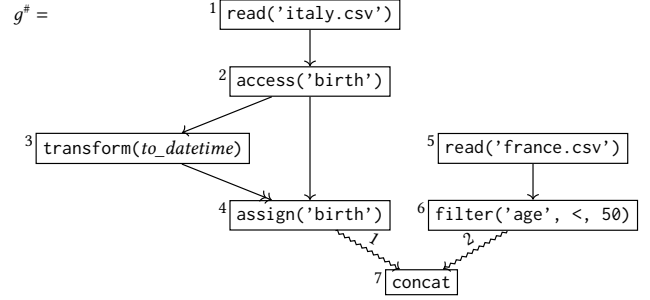 g# =
1 read('italy.csv')
2 access('birth')
3 transform(to_datetime)
5 read('france.csv')
4 assign('birth')
6 filter('age', <, 50)
1
2
7 concat